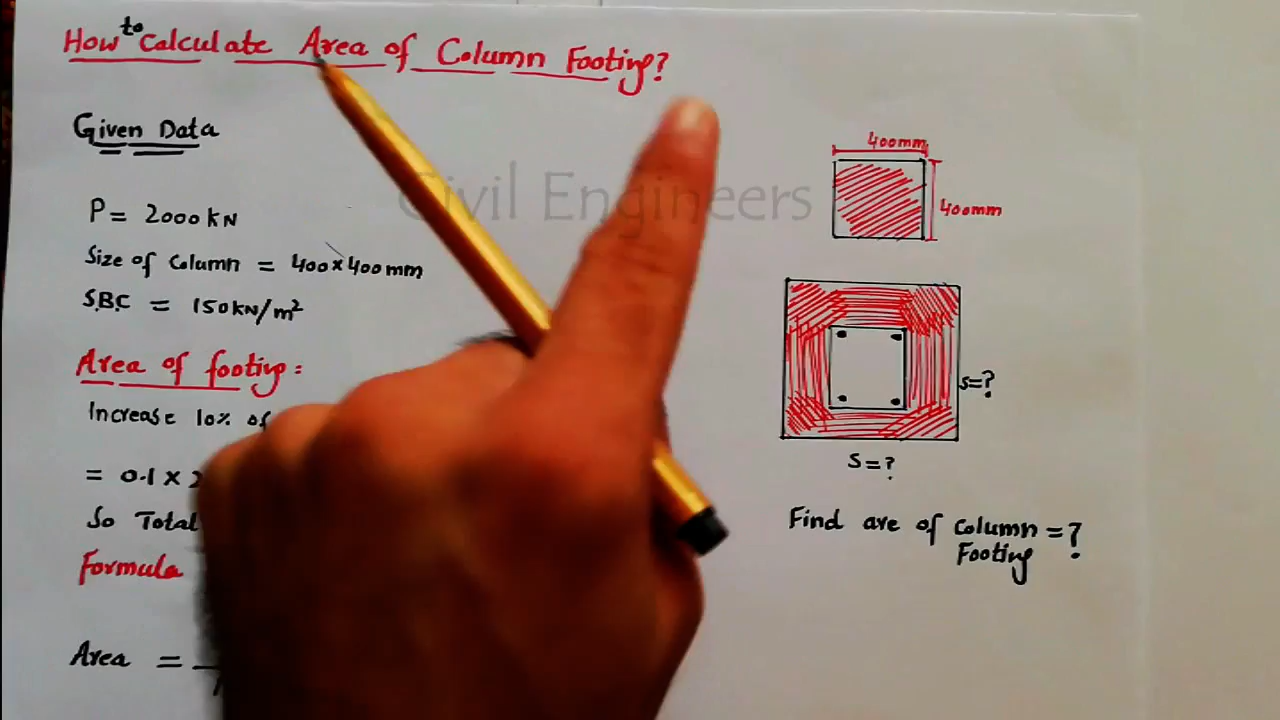 How to Calculate Area of Column Footing?
Given Data
P = 2000 kN
Size of Column = 400 x 400 mm
S.B.C = 150 kN/m²
Area of footing:
Increase 10% of
= 0.1 x
So Total
Formula
Area =
Civil Engineers
400mm
400mm
S=?
S=?
Find are of Column = ?
Footing